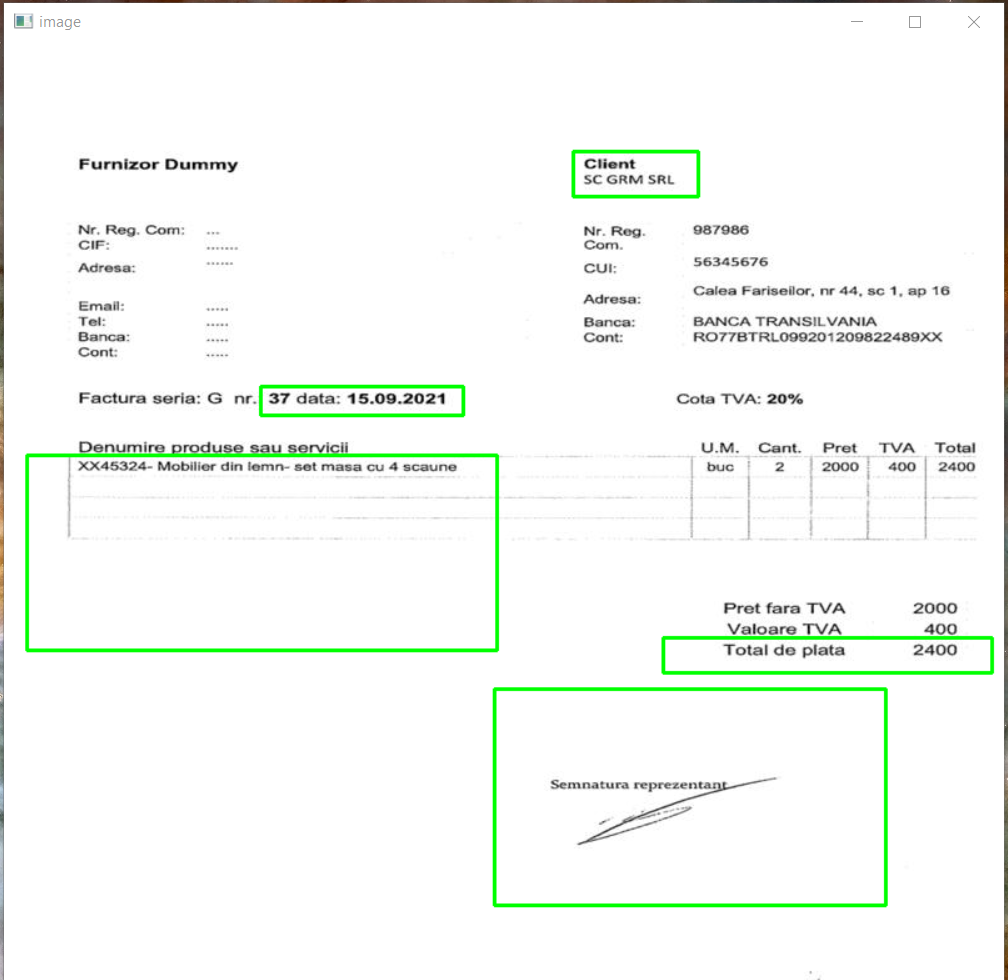 image
Furnizor Dummy
Client
SC GRM SRL
Nr. Reg. Com: ...
CIF: .......
Adresa: ......
Email: .....
Tel: .....
Banca: .....
Cont: .....
Nr. Reg. Com. 987986
CUI: 56345676
Adresa: Calea Fariseilor, nr 44, sc 1, ap 16
Banca: BANCA TRANSILVANIA
Cont: RO77BTRL099201209822489XX
Factura seria: G nr. 37 data: 15.09.2021 Cota TVA: 20%
Denumire produse sau servicii U.M. Cant. Pret TVA Total
XX45324- Mobilier din lemn- set masa cu 4 scaune buc 2 2000 400 2400
Pret fara TVA 2000
Valoare TVA 400
Total de plata 2400
Semnatura reprezentant